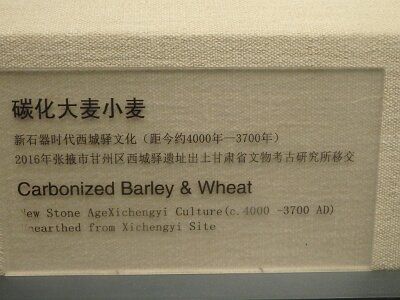 碳化大麦小麦
新石器时代西城驿文化（距今约4000年—3700年）
2016年张掖市甘州区西城驿遗址出土甘肃省文物考古研究所移交
Carbonized Barley & Wheat
New Stone AgeXichengyi Culture(c.4000 -3700 AD)
Unearthed from Xichengyi Site